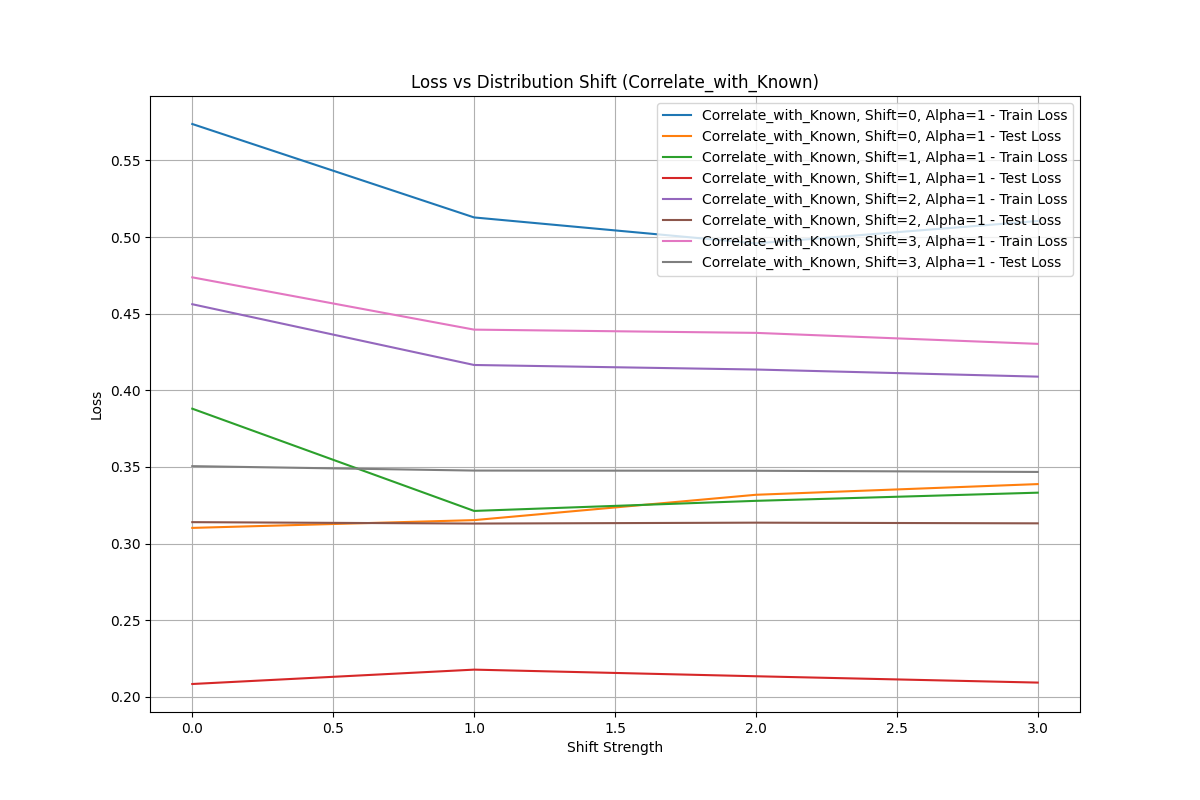 Loss vs Distribution Shift (Correlate_with_Known)
Correlate_with_Known, Shift=0, Alpha=1 - Train Loss
Correlate_with_Known, Shift=0, Alpha=1 - Test Loss
Correlate_with_Known, Shift=1, Alpha=1 - Train Loss
Correlate_with_Known, Shift=1, Alpha=1 - Test Loss
Correlate_with_Known, Shift=2, Alpha=1 - Train Loss
Correlate_with_Known, Shift=2, Alpha=1 - Test Loss
Correlate_with_Known, Shift=3, Alpha=1 - Train Loss
Correlate_with_Known, Shift=3, Alpha=1 - Test Loss
0.55
0.50
0.45
0.40
0.35
0.30
0.25
0.20
Loss
0.0 0.5 1.0 1.5 2.0 2.5 3.0
Shift Strength